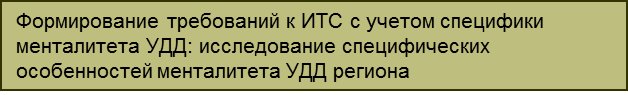 Формирование требований к ИТС с учетом специфики
менталитета УДД: исследование специфических
особенностей менталитета УДД региона